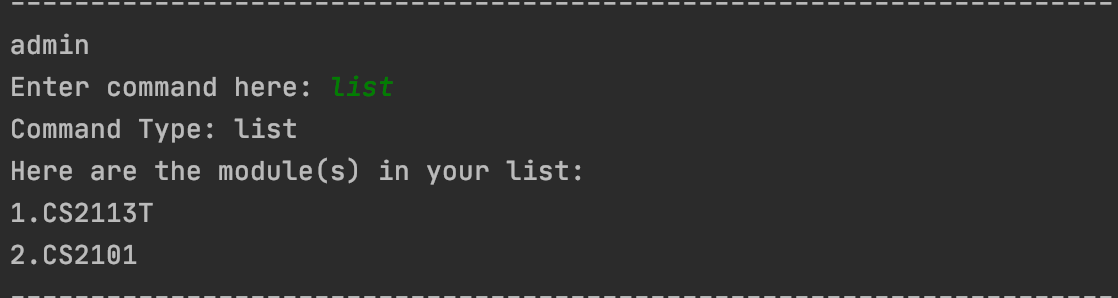 ----------------------------------------------------------------------
admin
Enter command here: list
Command Type: list
Here are the module(s) in your list:
1.CS2113T
2.CS2101
----------------------------------------------------------------------